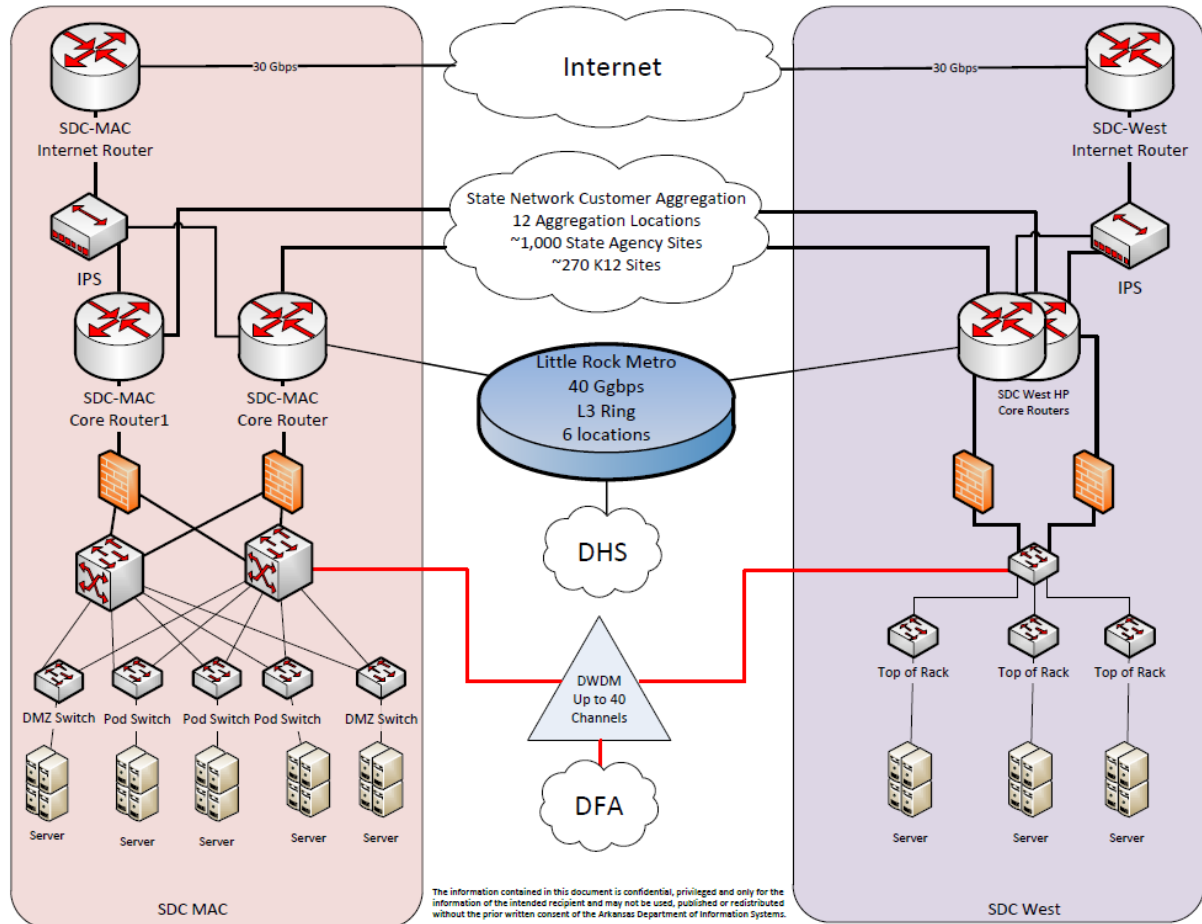 Internet
30 Gbps
30 Gbps
SDC-MAC
Internet Router
SDC-West
Internet Router
State Network Customer Aggregation
12 Aggregation Locations
~1,000 State Agency Sites
~270 K12 Sites
IPS
IPS
SDC-MAC
Core Router1
SDC-MAC
Core Router
Little Rock Metro
40 Ggbps
L3 Ring
6 locations
SDC West HP
Core Routers
DHS
DWDM
Up to 40
Channels
DFA
DMZ Switch
Pod Switch
Pod Switch
Pod Switch
DMZ Switch
Top of Rack
Top of Rack
Top of Rack
Server
Server
Server
Server
Server
Server
Server
Server
The information contained in this document is confidential, privileged and only for the
information of the intended recipient and may not be used, published or redistributed
without the prior written consent of the Arkansas Department of Information Systems.
SDC MAC
SDC West